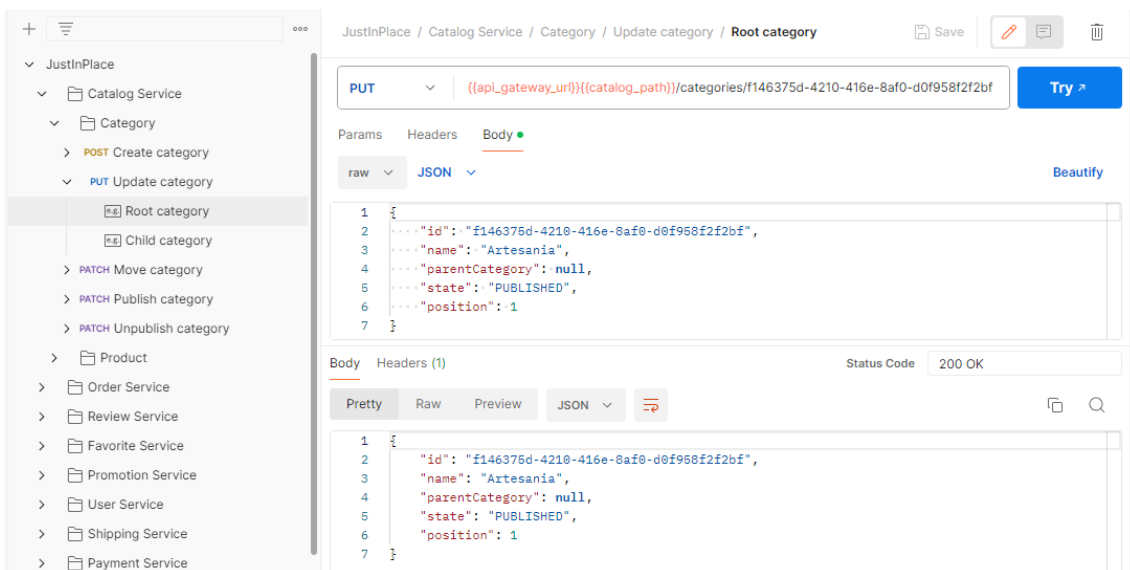 JustInPlace
Catalog Service
Category
POST Create category
PUT Update category
e.g. Root category
e.g. Child category
PATCH Move category
PATCH Publish category
PATCH Unpublish category
Product
Order Service
Review Service
Favorite Service
Promotion Service
User Service
Shipping Service
Payment Service
JustInPlace / Catalog Service / Category / Update category / Root category
Save
PUT {{api_gateway_url}}{{catalog_path}}/categories/f146375d-4210-416e-8af0-d0f958f2f2bf Try
Params Headers Body
raw JSON Beautify
1 {
2 "id": "f146375d-4210-416e-8af0-d0f958f2f2bf",
3 "name": "Artesania",
4 "parentCategory": null,
5 "state": "PUBLISHED",
6 "position": 1
7 }
Body Headers (1) Status Code 200 OK
Pretty Raw Preview JSON
1 {
2 "id": "f146375d-4210-416e-8af0-d0f958f2f2bf",
3 "name": "Artesania",
4 "parentCategory": null,
5 "state": "PUBLISHED",
6 "position": 1
7 }